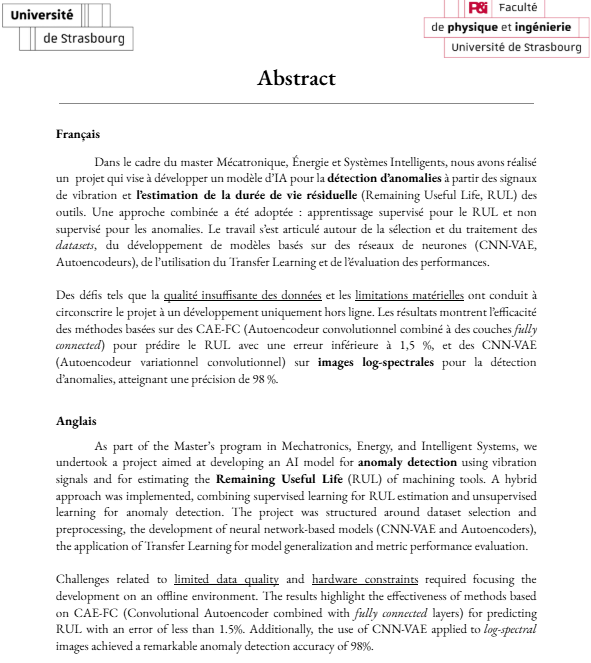 Université
de Strasbourg
P&i Faculté
de physique et ingénierie
Université de Strasbourg
Abstract
Français
Dans le cadre du master Mécatronique, Énergie et Systèmes Intelligents, nous avons réalisé
un projet qui vise à développer un modèle d'IA pour la détection d'anomalies à partir des signaux
de vibration et l'estimation de la durée de vie résiduelle (Remaining Useful Life, RUL) des
outils. Une approche combinée a été adoptée : apprentissage supervisé pour le RUL et non
supervisé pour les anomalies. Le travail s'est articulé autour de la sélection et du traitement des
datasets, du développement de modèles basés sur des réseaux de neurones (CNN-VAE,
Autoencodeurs), de l'utilisation du Transfer Learning et de l'évaluation des performances.
Des défis tels que la qualité insuffisante des données et les limitations matérielles ont conduit à
circonscrire le projet à un développement uniquement hors ligne. Les résultats montrent l'efficacité
des méthodes basées sur des CAE-FC (Autoencodeur convolutionnel combiné à des couches fully
connected) pour prédire le RUL avec une erreur inférieure à 1,5 %, et des CNN-VAE
(Autoencodeur variationnel convolutionnel) sur images log-spectrales pour la détection
d'anomalies, atteignant une précision de 98 %.
Anglais
As part of the Master's program in Mechatronics, Energy, and Intelligent Systems, we
undertook a project aimed at developing an AI model for anomaly detection using vibration
signals and for estimating the Remaining Useful Life (RUL) of machining tools. A hybrid
approach was implemented, combining supervised learning for RUL estimation and unsupervised
learning for anomaly detection. The project was structured around dataset selection and
preprocessing, the development of neural network-based models (CNN-VAE and Autoencoders),
the application of Transfer Learning for model generalization and metric performance evaluation.
Challenges related to limited data quality and hardware constraints required focusing the
development on an offline environment. The results highlight the effectiveness of methods based
on CAE-FC (Convolutional Autoencoder combined with fully connected layers) for predicting
RUL with an error of less than 1.5%. Additionally, the use of CNN-VAE applied to log-spectral
images achieved a remarkable anomaly detection accuracy of 98%.